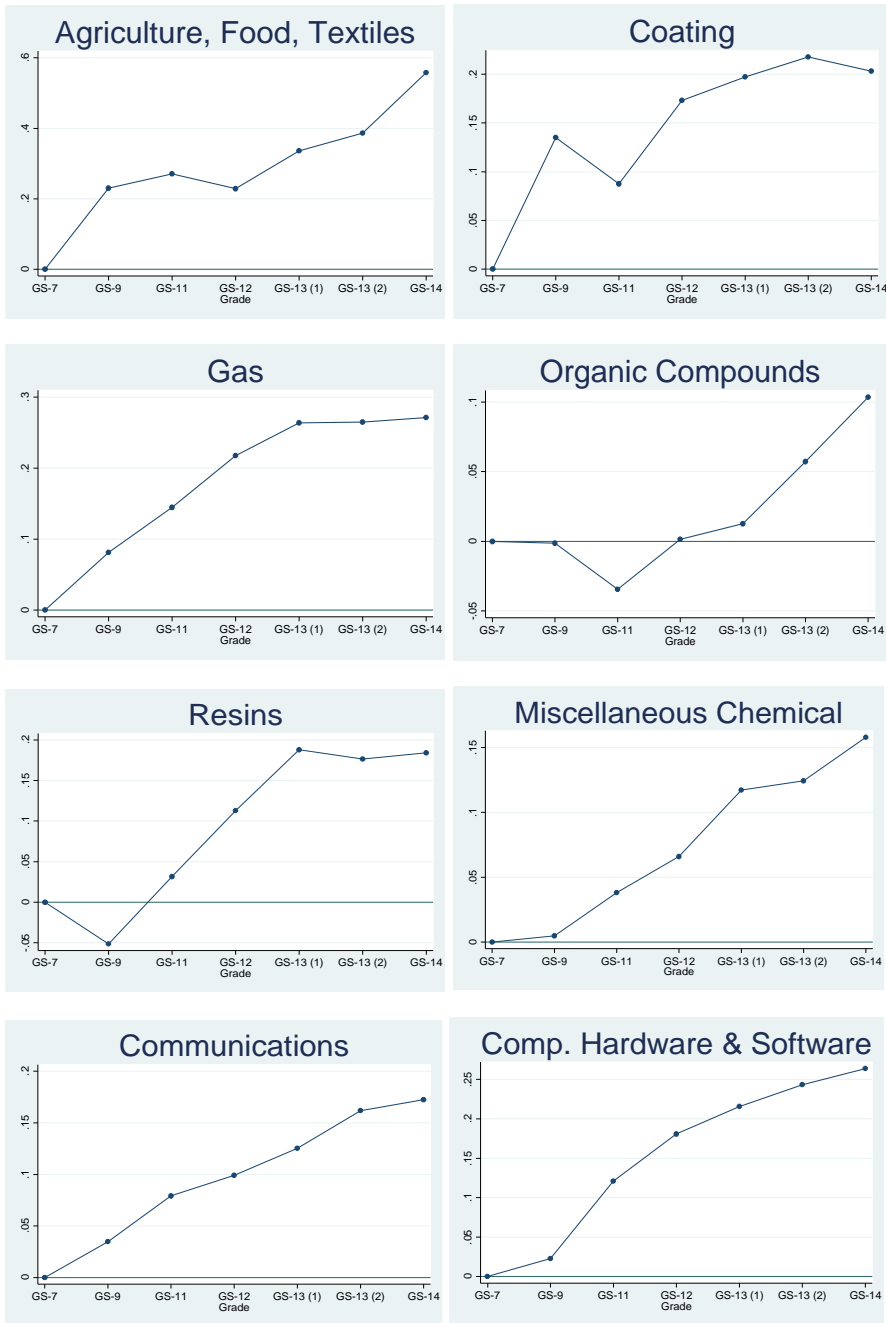 Agriculture, Food, Textiles
.6
.4
.2
0
GS-7 GS-9 GS-11 GS-12 GS-13 (1) GS-13 (2) GS-14
Grade
Coating
.2
.15
.1
.05
0
GS-7 GS-9 GS-11 GS-12 GS-13 (1) GS-13 (2) GS-14
Grade
Gas
.3
.2
.1
0
GS-7 GS-9 GS-11 GS-12 GS-13 (1) GS-13 (2) GS-14
Grade
Organic Compounds
.1
.05
0
-.05
GS-7 GS-9 GS-11 GS-12 GS-13 (1) GS-13 (2) GS-14
Grade
Resins
.2
.15
.1
.05
0
-.05
GS-7 GS-9 GS-11 GS-12 GS-13 (1) GS-13 (2) GS-14
Grade
Miscellaneous Chemical
.15
.1
.05
0
GS-7 GS-9 GS-11 GS-12 GS-13 (1) GS-13 (2) GS-14
Grade
Communications
.2
.15
.1
.05
0
GS-7 GS-9 GS-11 GS-12 GS-13 (1) GS-13 (2) GS-14
Grade
Comp. Hardware & Software
.25
.2
.15
.1
.05
0
GS-7 GS-9 GS-11 GS-12 GS-13 (1) GS-13 (2) GS-14
Grade